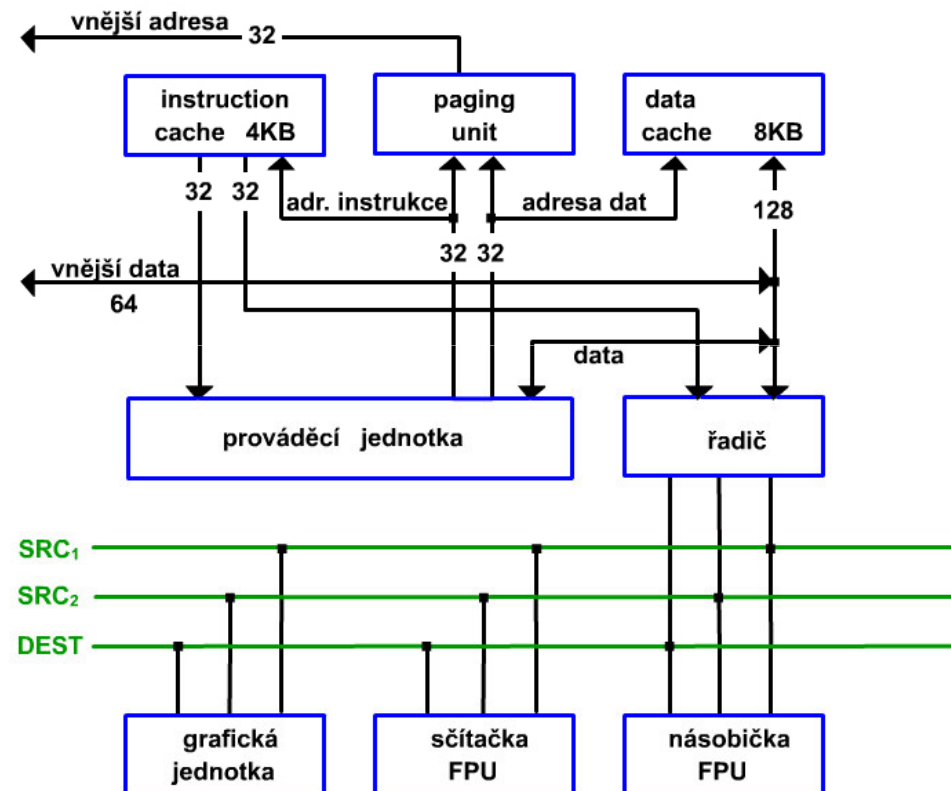 vnější adresa
32
instruction
cache 4KB
paging
unit
data
cache 8KB
32
32
adr. instrukce
adresa dat
128
32
32
vnější data
64
data
prováděcí jednotka
řadič
SRC₁
SRC₂
DEST
grafická
jednotka
sčítačka
FPU
násobička
FPU